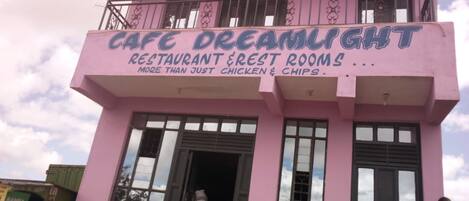 CAFE DREAMLIGHT
RESTAURANT & REST ROOMS ...
MORE THAN JUST CHICKEN & CHIPS.